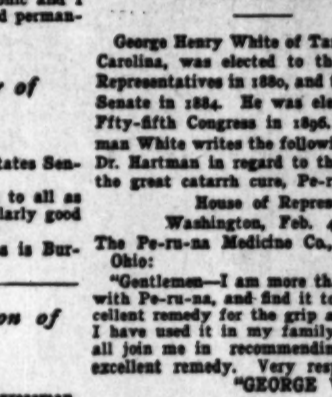 d perman-
y of
tates Sen-
to all as
larly good
s is Bur-
on of
George Henry White of Ta
Carolina, was elected to th
Representatives in 1880, and
Senate in 1884. He was ele
Ffty-fifth Congress in 1896.
man White writes the followi
Dr. Hartman in regard to th
the great catarrh cure, Pe-r
House of Repres
Washington, Feb. 4
The Pe-ru-na Medicine Co.,
Ohio:
"Gentlemen—I am more th
with Pe-ru-na, and find it to
cellent remedy for the grip a
I have used it in my family
all join me in recommendin
excellent remedy. Very resp
"GEORGE